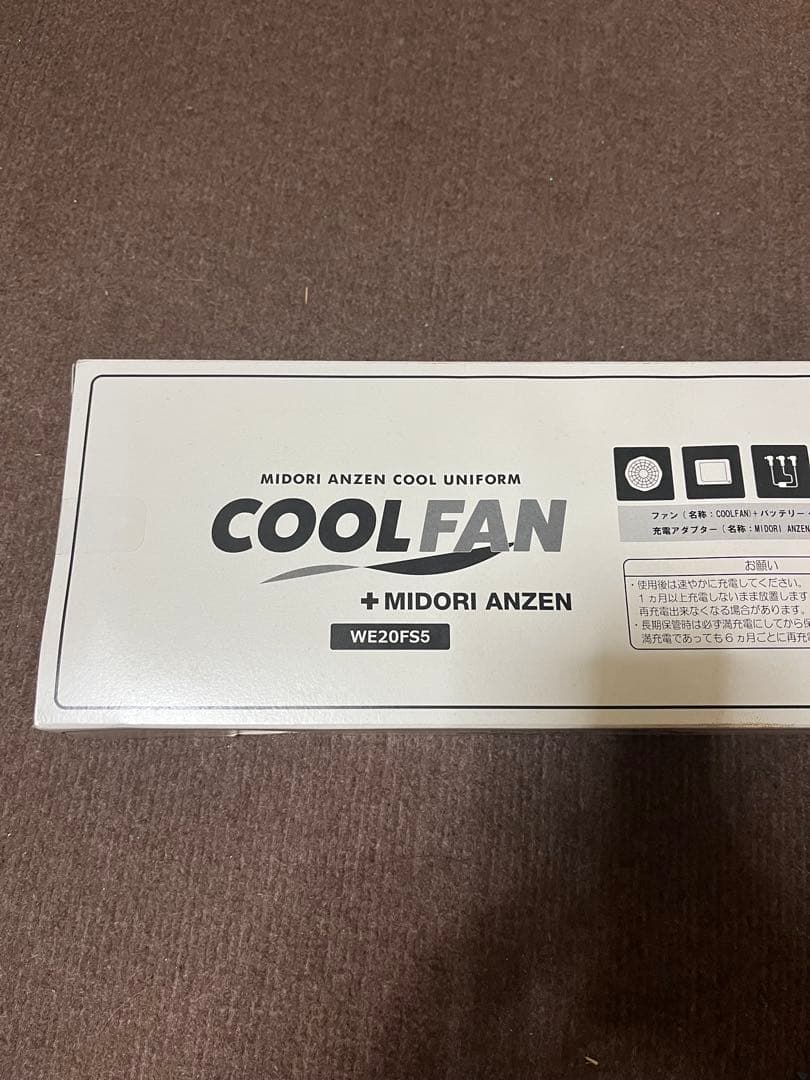 MIDORI ANZEN COOL UNIFORM
COOLFAN
+MIDORI ANZEN
WE20FS5
ファン(名称:COOLFAN)+バッテリー
充電アダプター(名称:MIDORI ANZEN
お願い
・使用後は速やかに充電してください。
1ヵ月以上充電しないまま放置します
再充電出来なくなる場合があります。
・長期保管時は必ず満充電にしてから保
満充電であっても6ヵ月ごとに再充